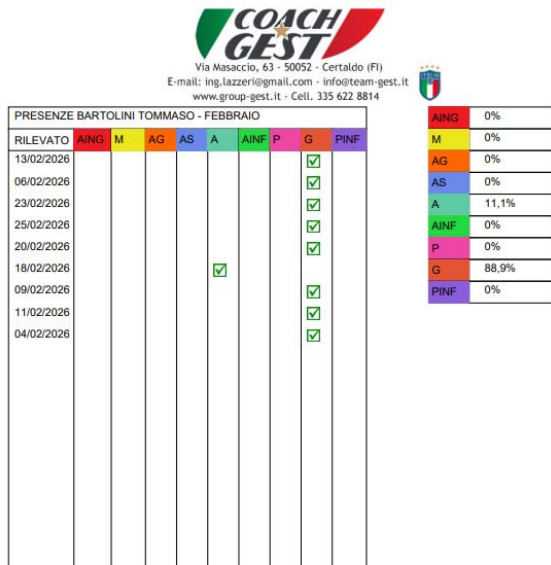 COACH
GEST
Via Masaccio, 63 - 50052 - Certaldo (FI)
E-mail: ing.lazzeri@gmail.com - info@team-gest.it
www.group-gest.it - Cell. 335 622 8814
ITALIA
PRESENZE BARTOLINI TOMMASO - FEBBRAIO
RILEVATO AING M AG AS A AINF P G PINF
13/02/2026
06/02/2026
23/02/2026
25/02/2026
20/02/2026
18/02/2026
09/02/2026
11/02/2026
04/02/2026
AING 0%
M 0%
AG 0%
AS 0%
A 11,1%
AINF 0%
P 0%
G 88,9%
PINF 0%